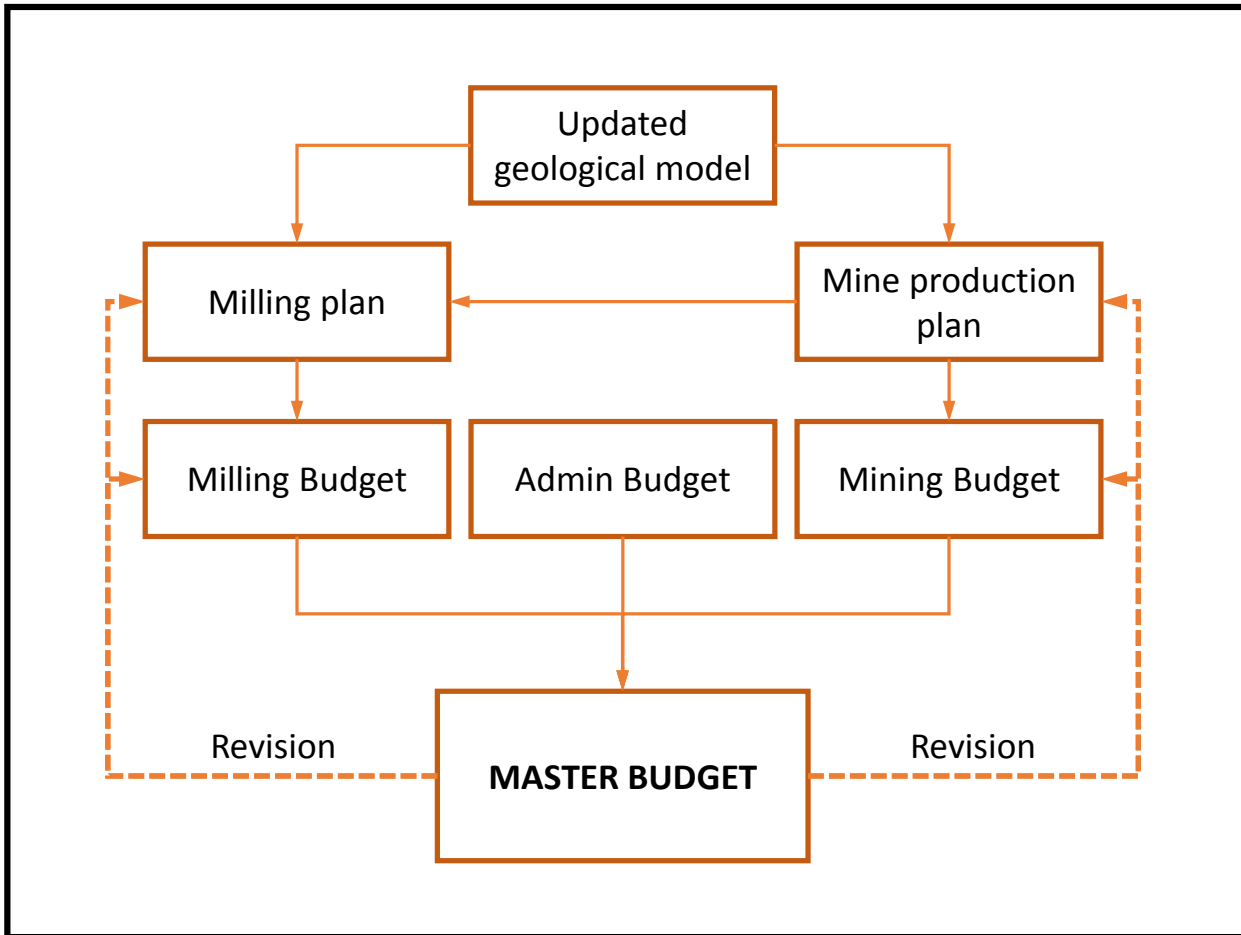 Updated
geological model
Milling plan
Mine production
plan
Milling Budget
Admin Budget
Mining Budget
Revision
Revision
MASTER BUDGET